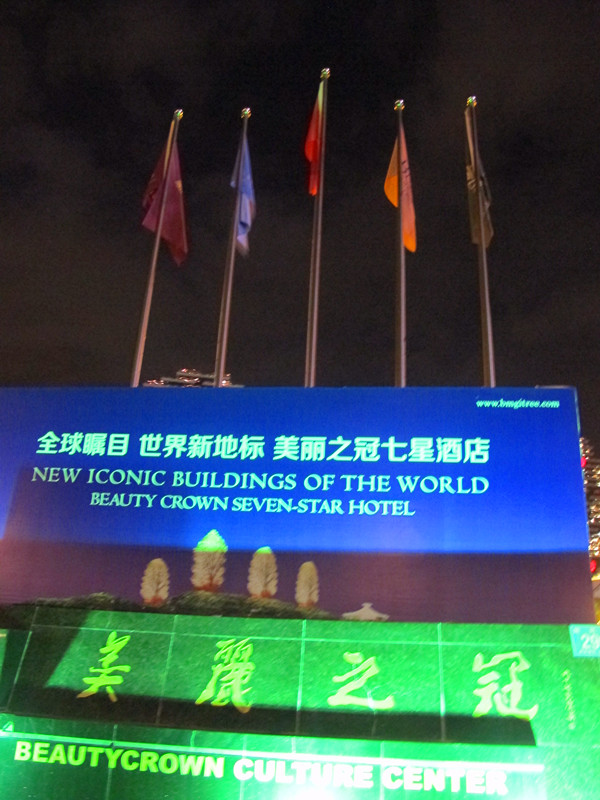 www.bmgitree.com
全球瞩目 世界新地标 美丽之冠七星酒店
NEW ICONIC BUILDINGS OF THE WORLD
BEAUTY CROWN SEVEN-STAR HOTEL
29
美麗之冠
BEAUTYCROWN CULTURE CENTER